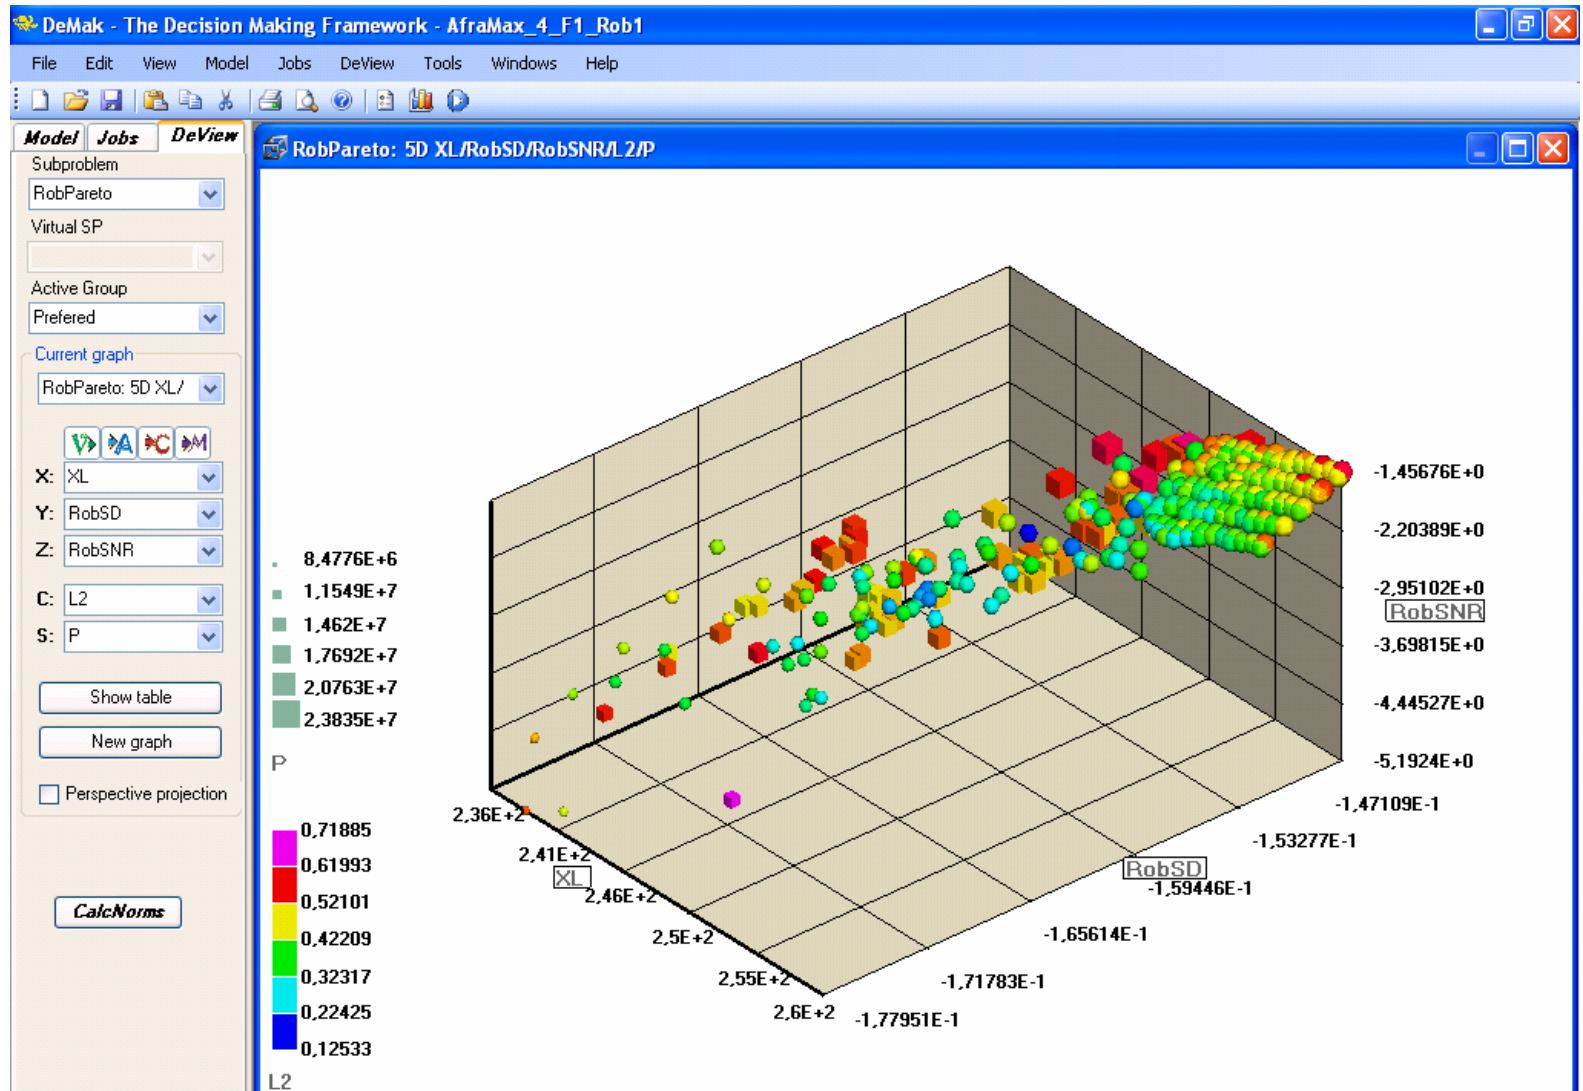 DeMak - The Decision Making Framework - AframMax_4_F1_Rob1
File Edit View Model Jobs DeView Tools Windows Help
Model Jobs DeView
Subproblem
RobPareto
Virtual SP
Active Group
Prefered
Current graph
RobPareto: 5D XL/
V A C M
X: XL
Y: RobSD
Z: RobSNR
C: L2
S: P
Show table
New graph
Perspective projection
CalcNorms
RobPareto: 5D XL/RobSD/RobSNR/L2/P
8,4776E+6
1,1549E+7
1,462E+7
1,7692E+7
2,0763E+7
2,3835E+7
P
0,71885
0,61993
0,52101
0,42209
0,32317
0,22425
0,12533
L2
-1,45676E+0
-2,20389E+0
-2,95102E+0
RobSNR
-3,69815E+0
-4,44527E+0
-5,1924E+0
2,36E+2
2,41E+2
XL
2,46E+2
2,5E+2
2,55E+2
2,6E+2
-1,47109E-1
-1,53277E-1
RobSD
-1,59446E-1
-1,65614E-1
-1,71783E-1
-1,77951E-1